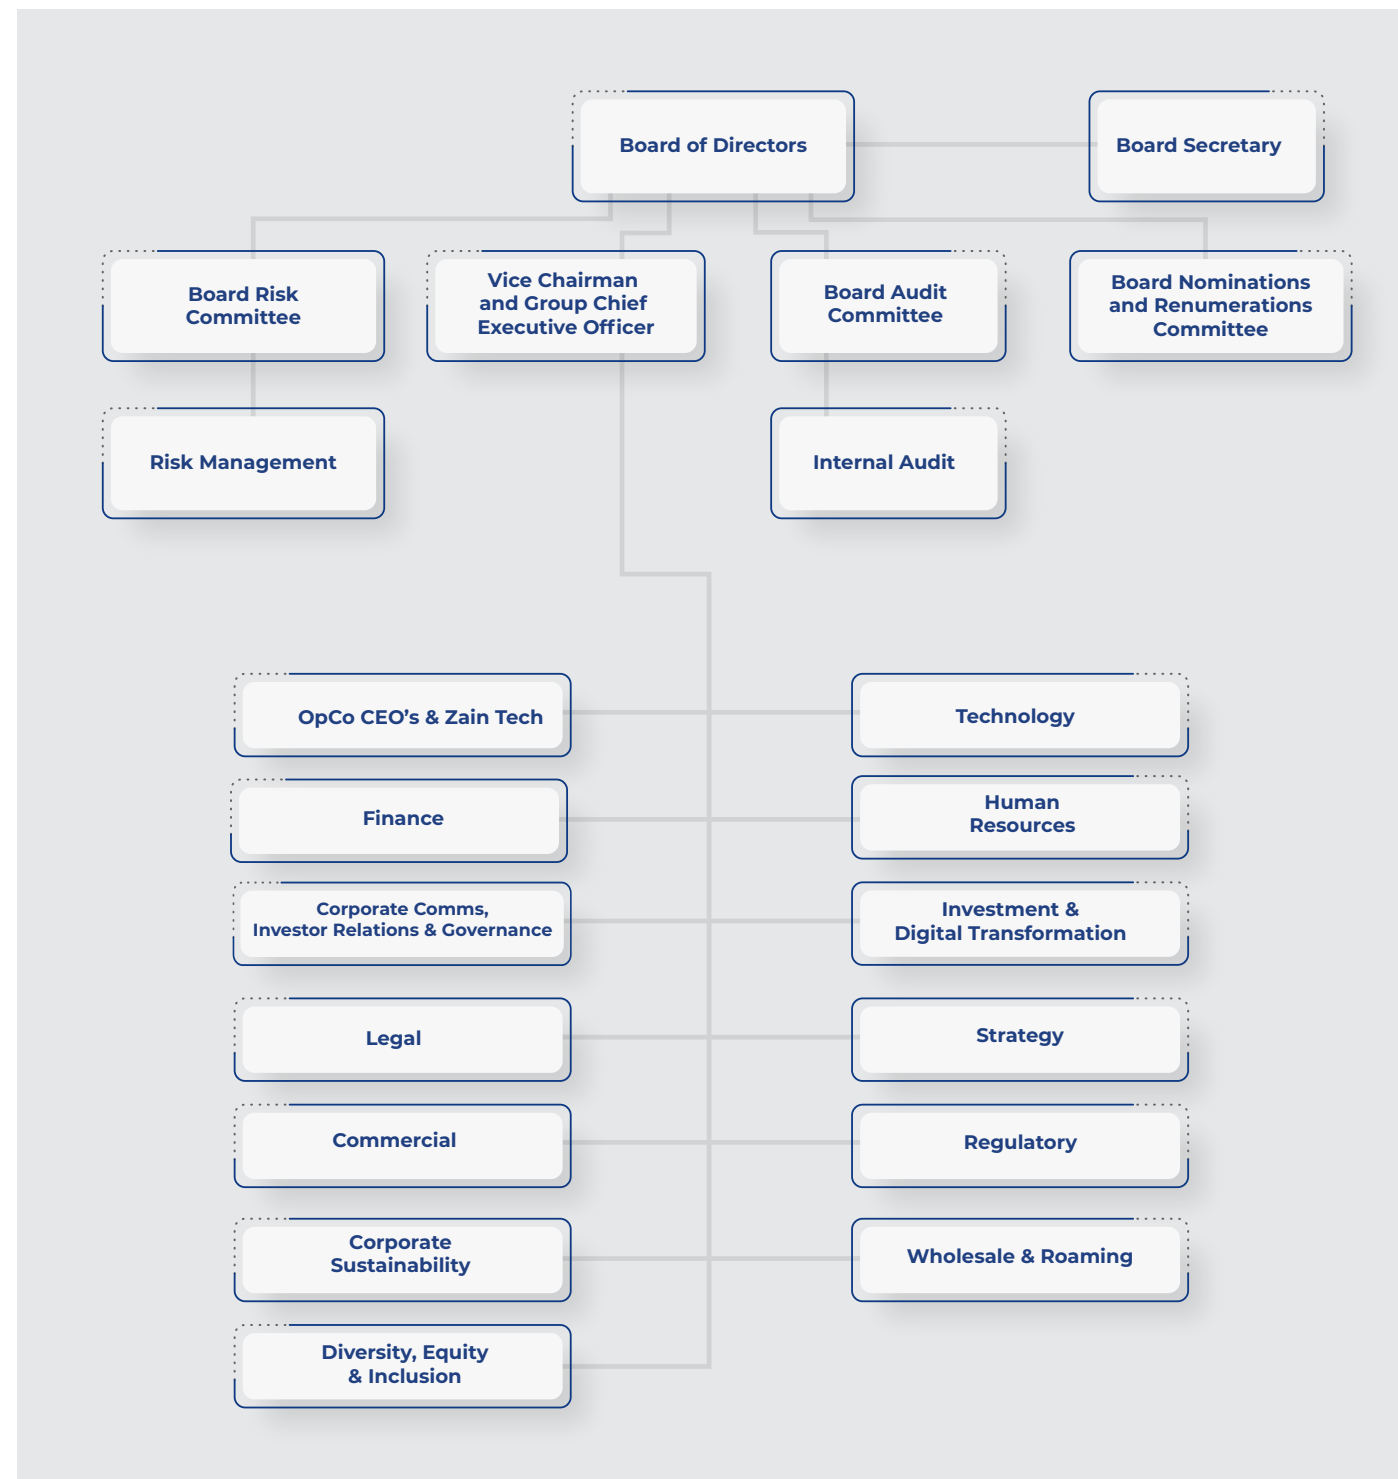 Board of Directors
Board Secretary
Board Risk
Committee
Vice Chairman
and Group Chief
Executive Officer
Board Audit
Committee
Board Nominations
and Renumerations
Committee
Risk Management
Internal Audit
OpCo CEO’s & Zain Tech
Technology
Finance
Human
Resources
Corporate Comms,
Investor Relations & Governance
Investment &
Digital Transformation
Legal
Strategy
Commercial
Regulatory
Corporate
Sustainability
Wholesale & Roaming
Diversity, Equity
& Inclusion